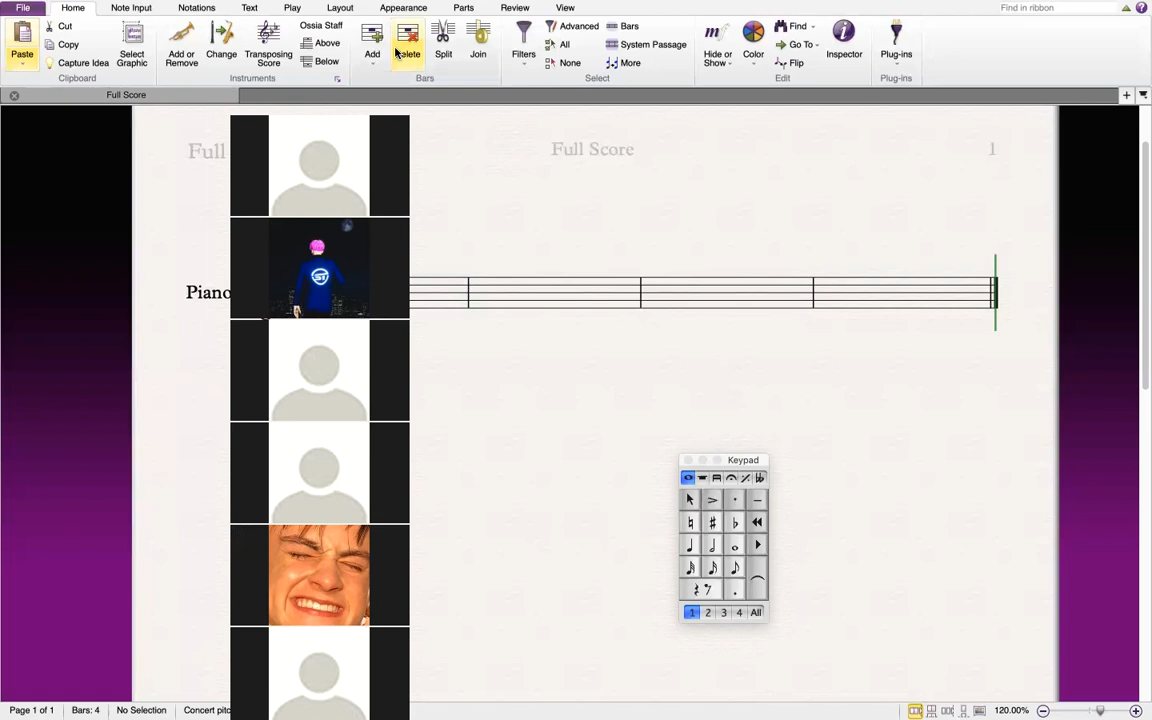 File Home Note Input Notations Text Play Layout Appearance Parts Review View Find in ribbon
Paste Cut Copy Capture Idea Select Graphic Clipboard
Add or Remove Change Transposing Score Ossia Staff Above Below Instruments
Add Delete Split Join Bars
Filters Advanced All None Bars System Passage More Select
Hide or Show Color Find Go To Flip Inspector Edit
Plug-ins Plug-ins
Full Score
Full
Full Score
1
Piano
Keypad
1 2 3 4 All
Page 1 of 1 Bars: 4 No Selection Concert pitc 120.00%